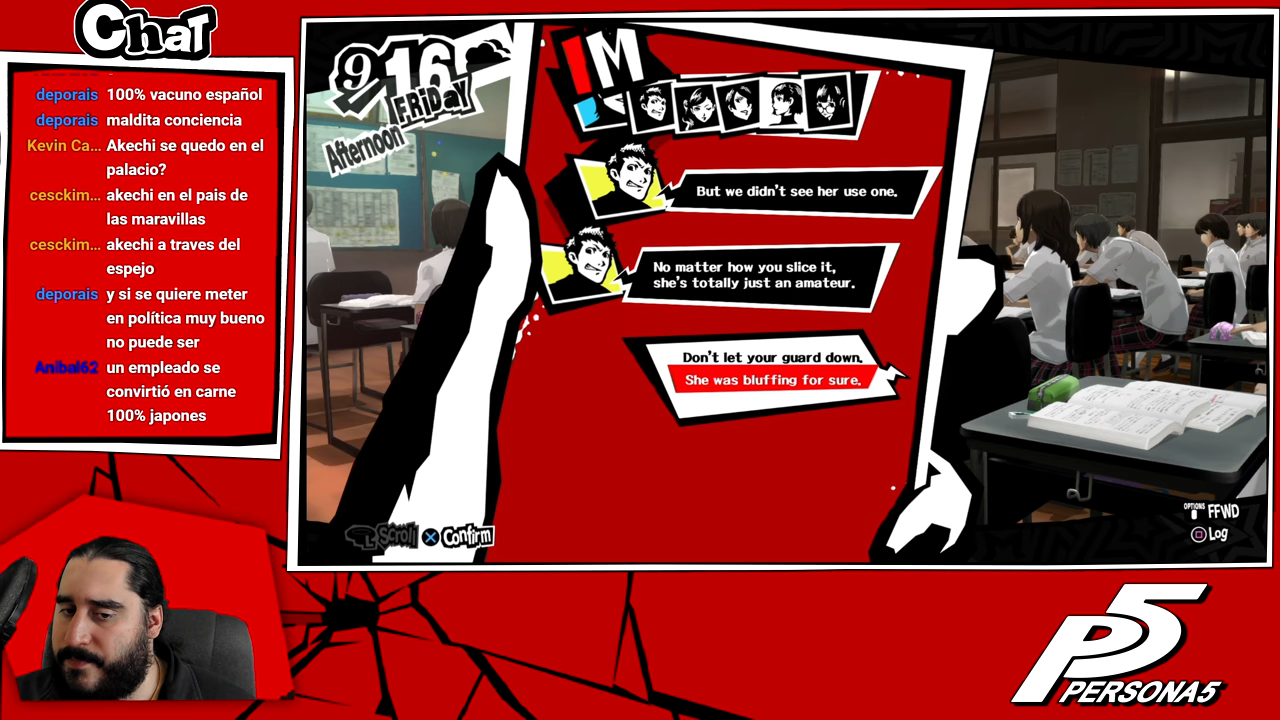 Chat
deporais 100% vacuno español
deporais maldita conciencia
Kevin Ca... Akechi se quedo en el
palacio?
cesckim... akechi en el pais de
las maravillas
cesckim... akechi a traves del
espejo
deporais y si se quiere meter
en política muy bueno
no puede ser
Anibal62 un empleado se
convirtió en carne
100% japones
9/16
FRiDaY
Afternoon
IM
But we didn't see her use one.
No matter how you slice it,
she's totally just an amateur.
Don't let your guard down.
She was bluffing for sure.
L Scroll Confirm
OPTIONS FFWD
Log
P5
PERSONA5